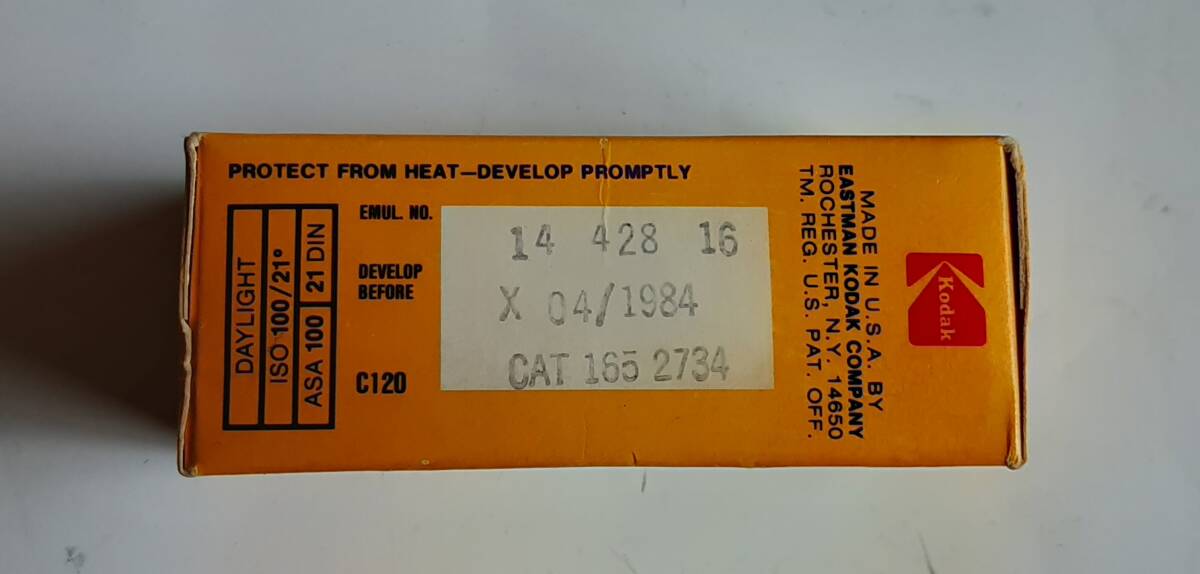 PROTECT FROM HEAT—DEVELOP PROMPTLY
DAYLIGHT
ISO 100/21°
ASA 100 21 DIN
EMUL. NO.
14 428 16
DEVELOP
BEFORE
X 04/1984
C120
CAT 165 2734
MADE IN U.S.A. BY
EASTMAN KODAK COMPANY
ROCHESTER, N.Y. 14650
TM. REG. U.S. PAT. OFF.
Kodak